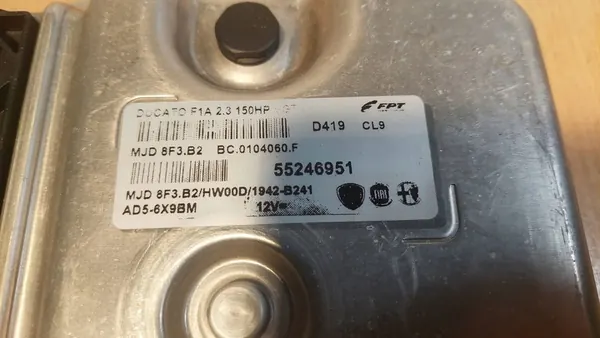 DUCATO F1A 2.3 150HP
FPT
D419 CL9
MJD 8F3.B2 BC.0104060.F
55246951
MJD 8F3.B2/HW00D/1942-B241
AD5-6X9BM 12V
FIAT